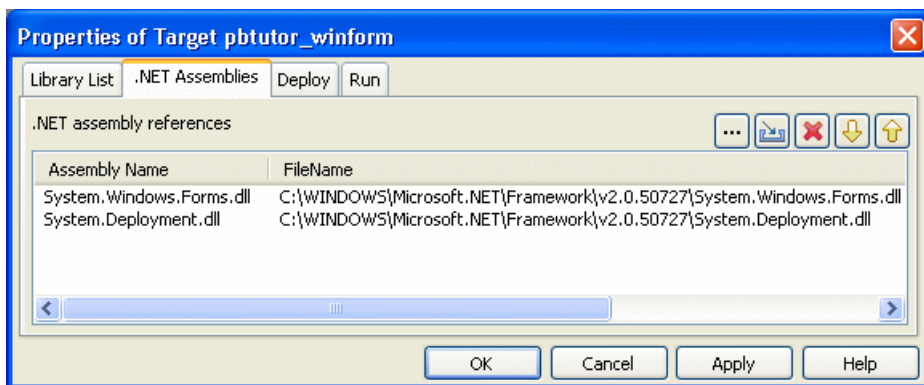 Properties of Target pbtutor_winform
Library List .NET Assemblies Deploy Run
.NET assembly references
...
Assembly Name FileName
System.Windows.Forms.dll C:\WINDOWS\Microsoft.NET\Framework\v2.0.50727\System.Windows.Forms.dll
System.Deployment.dll C:\WINDOWS\Microsoft.NET\Framework\v2.0.50727\System.Deployment.dll
OK Cancel Apply Help